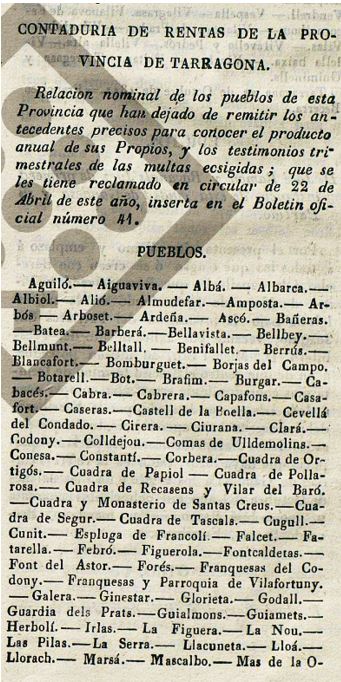 CONTADURIA DE RENTAS DE LA PRO-
VINCIA DE TARRAGONA.
Relacion nominal de los pueblos de esta
Provincia que han dejado de remitir los an-
tecedentes precisos para conocer el producto
anual de sus Propios, y los testimonios tri-
mestrales de las multas ecsigidas; que se
les tiene reclamado en circular de 22 de
Abril de este año, inserta en el Boletin ofi-
cial número 41.
PUEBLOS.
Aguiló.— Aiguaviva.— Albá.— Albarca.—
Albiol.— Alió.— Almudefar.— Amposta.— Ar-
bós — Arboset.— Ardeña.— Ascó.— Bañeras.
— Batea.— Barberá.— Bellavista.— Bellbey.—
Bellmunt.— Belltall.— Benifallet.— Berrús.—
Blancafort.— Bomburguet.— Borjas del Campo.
— Botarell.— Bot.— Brafim.— Burgar.— Ca-
bacés.— Cabra.— Cabrera.— Capafons.— Casa-
fort.— Caseras.— Castell de la Boella.— Cevellá
del Condado.— Cirera.— Ciurana.— Clará.—
Codony.— Colldejou.— Comas de Ulldemolins.—
Conesa.— Constantí.— Corbera.— Cuadra de Or-
tigós.— Cuadra de Papiol — Cuadra de Polla-
rosa.— Cuadra de Recasens y Vilar del Baró.
— Cuadra y Monasterio de Santas Creus.— Cua-
dra de Segur.— Cuadra de Tascals.— Cugull.—
Cunit.— Espluga de Francolí.— Falcet.— Fa-
tarella.— Febró.— Figuerola.— Fontcaldetas.—
Font del Astor.— Forés.— Franquesas del Co-
dony.— Franquesas y Parroquia de Vilafortuny.
— Galera.— Ginestar.— Glorieta.— Godall.—
Guardia dels Prats.— Guialmons.— Guiamets.—
Herbolí.— Irlas.— La Figuera.— La Nou.—
Las Pilas.— La Serra.— Llacuneta.— Lloá.—
Llorach.— Marsá.— Mascalbo.— Mas de la O-